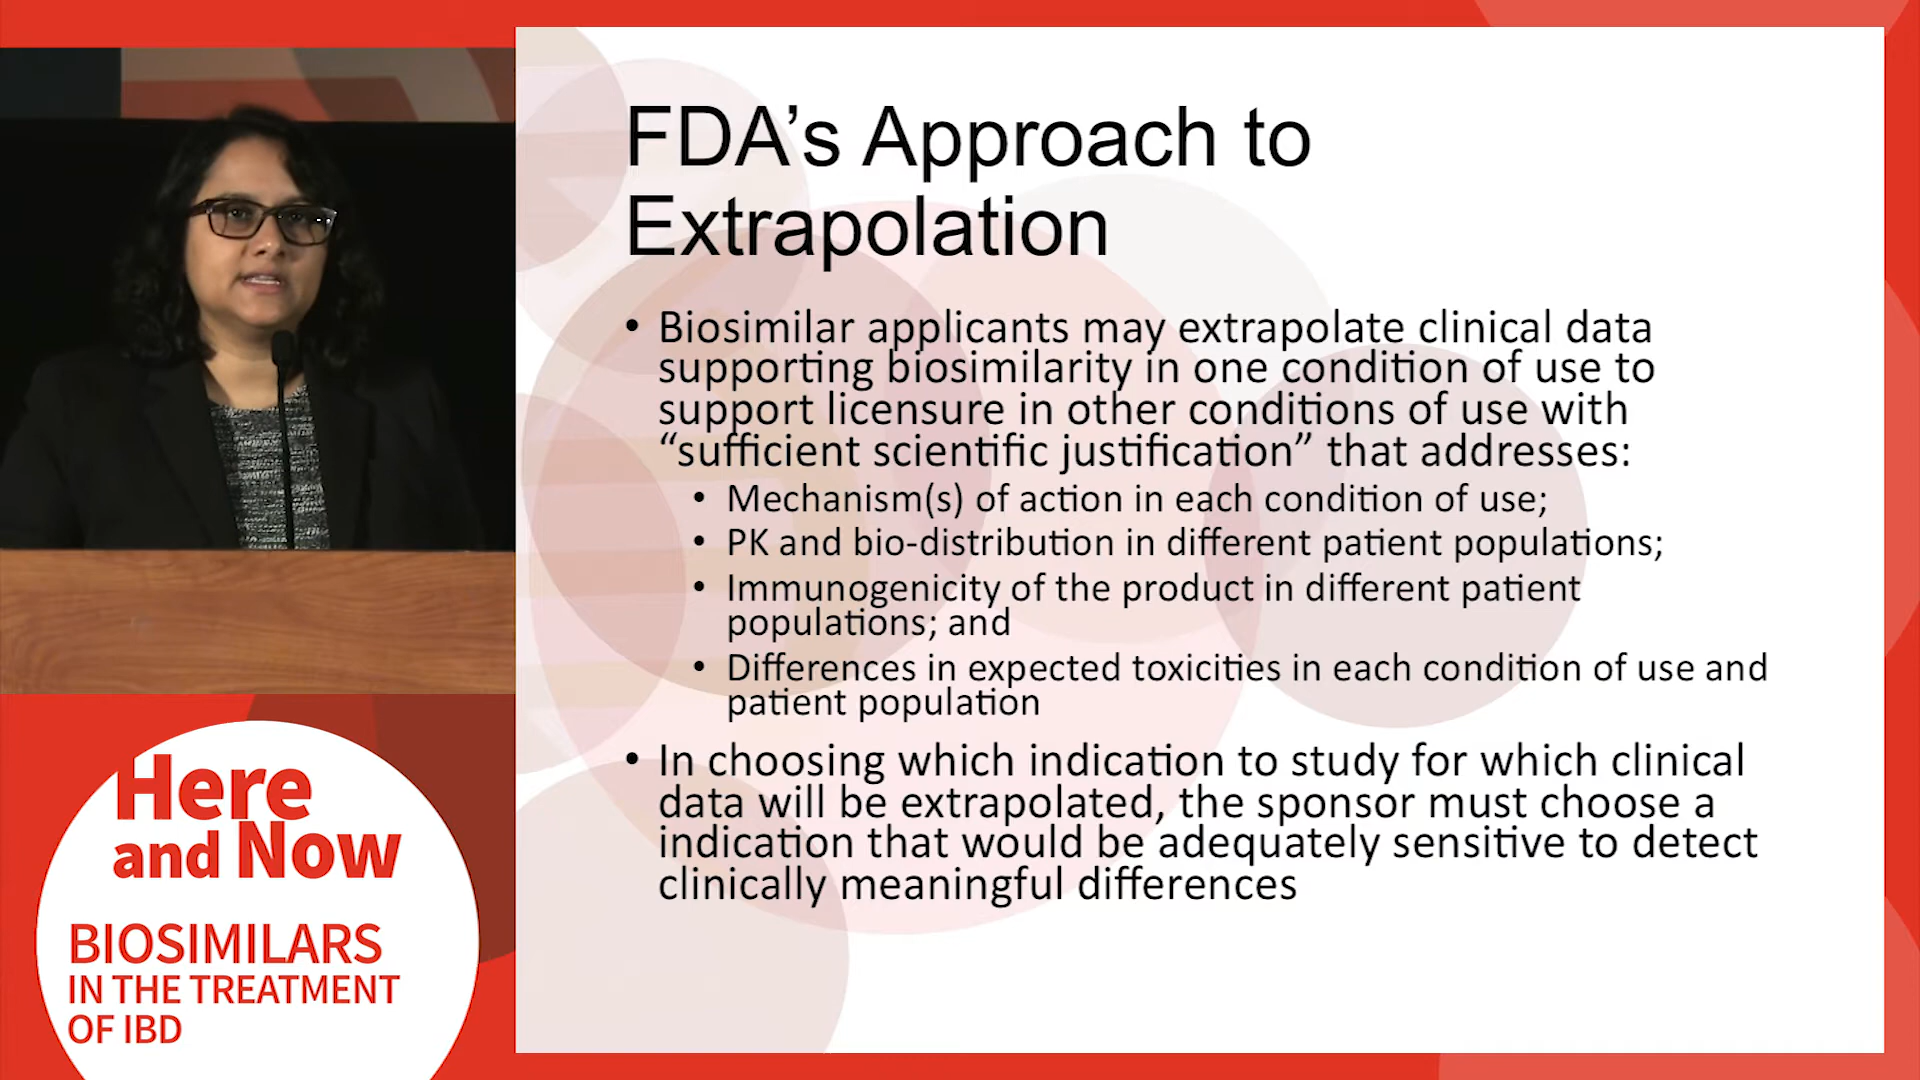 FDA’s Approach to
Extrapolation
• Biosimilar applicants may extrapolate clinical data
supporting biosimilarity in one condition of use to
support licensure in other conditions of use with
“sufficient scientific justification” that addresses:
• Mechanism(s) of action in each condition of use;
• PK and bio-distribution in different patient populations;
• Immunogenicity of the product in different patient
populations; and
• Differences in expected toxicities in each condition of use and
patient population
• In choosing which indication to study for which clinical
data will be extrapolated, the sponsor must choose a
indication that would be adequately sensitive to detect
clinically meaningful differences
Here
and Now
BIOSIMILARS
IN THE TREATMENT
OF IBD